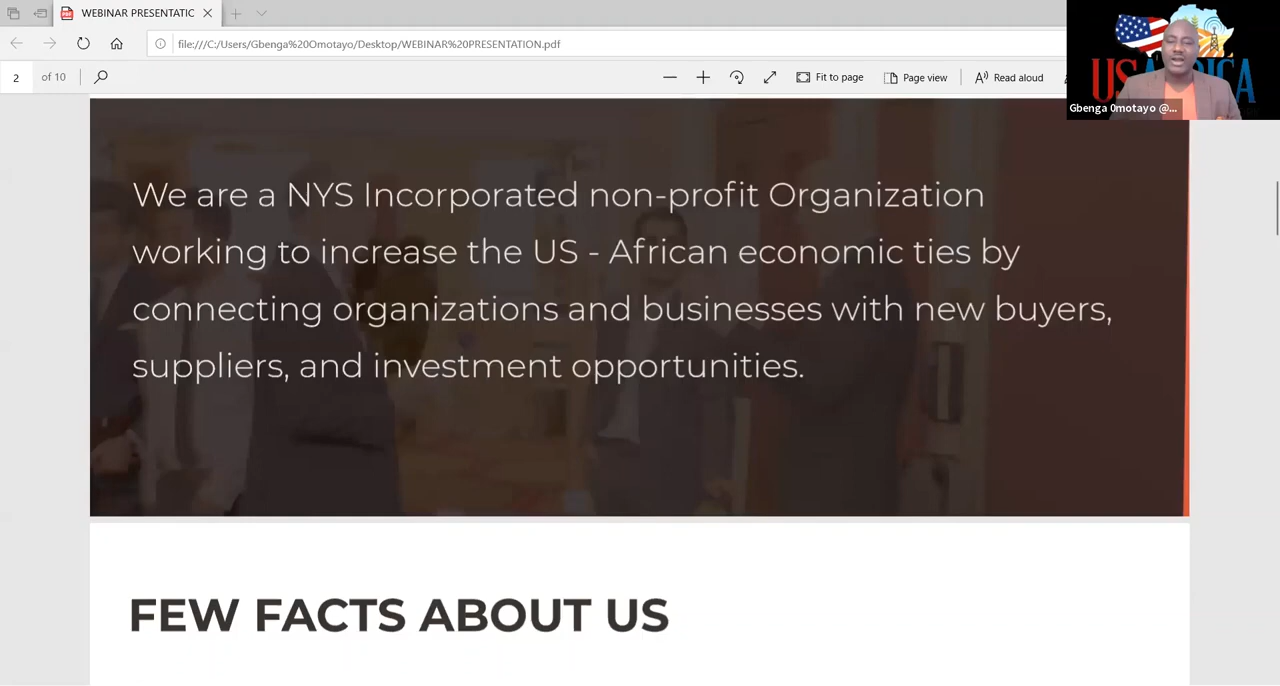 WEBINAR PRESENTATIC
file:///C:/Users/Gbenga%20Omotayo/Desktop/WEBINAR%20PRESENTATION.pdf
2 of 10
Fit to page
Page view
Read aloud
Gbenga Omotayo @...
We are a NYS Incorporated non-profit Organization
working to increase the US - African economic ties by
connecting organizations and businesses with new buyers,
suppliers, and investment opportunities.
FEW FACTS ABOUT US